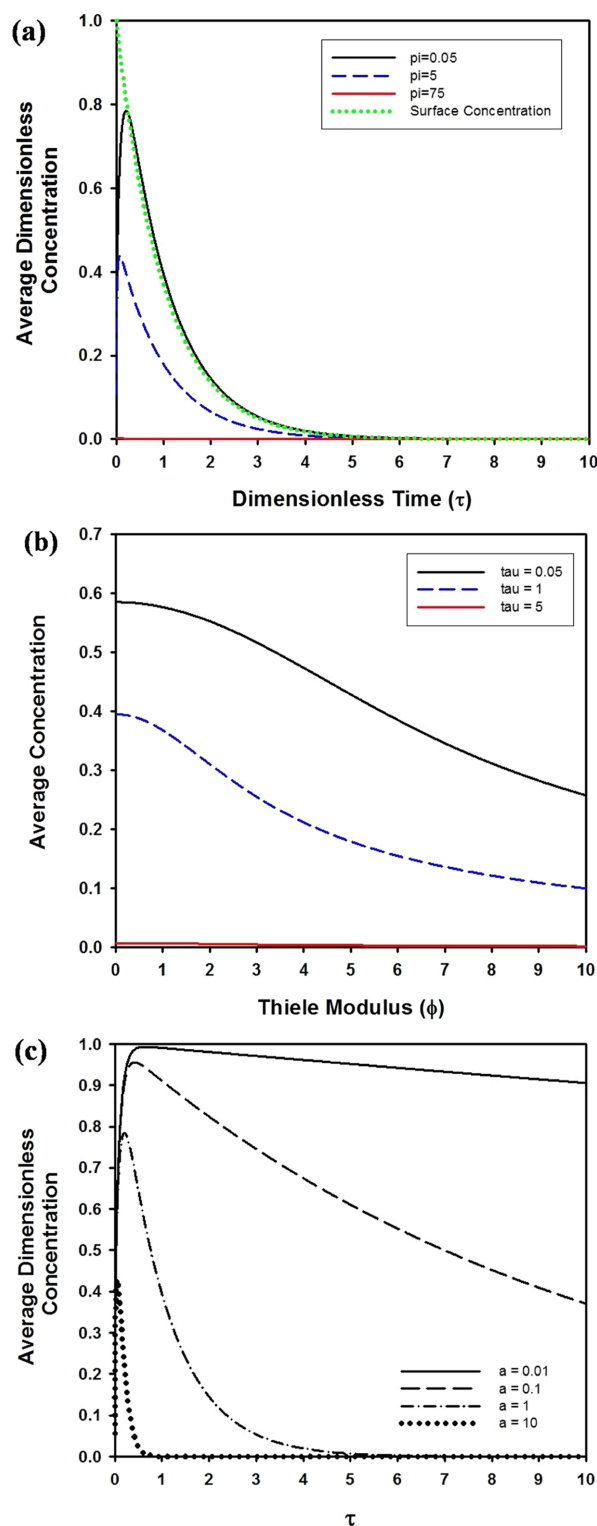 (a)
1.0
0.8
0.6
0.4
0.2
0.0
Average Dimensionless
Concentration
pi=0.05
pi=5
pi=75
Surface Concentration
0 1 2 3 4 5 6 7 8 9 10
Dimensionless Time (τ)
(b)
0.7
0.6
0.5
0.4
0.3
0.2
0.1
0.0
Average Concentration
tau = 0.05
tau = 1
tau = 5
0 1 2 3 4 5 6 7 8 9 10
Thiele Modulus (ϕ)
(c)
1.0
0.9
0.8
0.7
0.6
0.5
0.4
0.3
0.2
0.1
0.0
Average Dimensionless
Concentration
a = 0.01
a = 0.1
a = 1
a = 10
0 1 2 3 4 5 6 7 8 9 10
τ